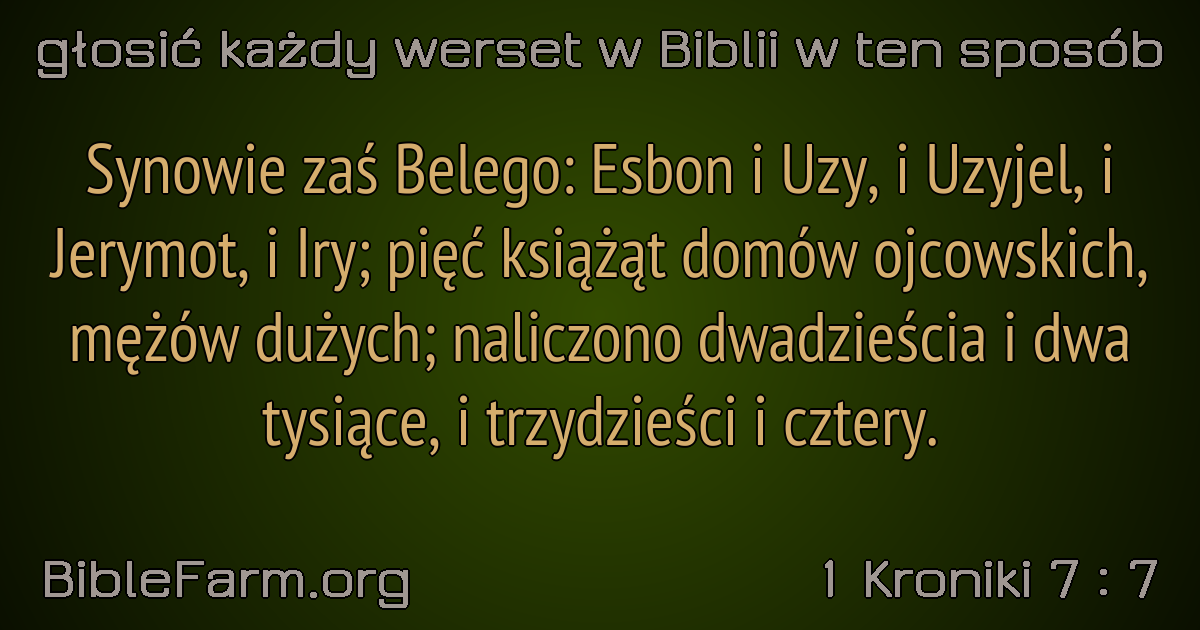 głosić każdy werset w Biblii w ten sposób
Synowie zaś Belego: Esbon i Uzy, i Uzyjel, i
Jerymot, i Iry; pięć książąt domów ojcowskich,
mężów dużych; naliczono dwadzieścia i dwa
tysiące, i trzydzieści i cztery.
BibleFarm.org
1 Kroniki 7 : 7